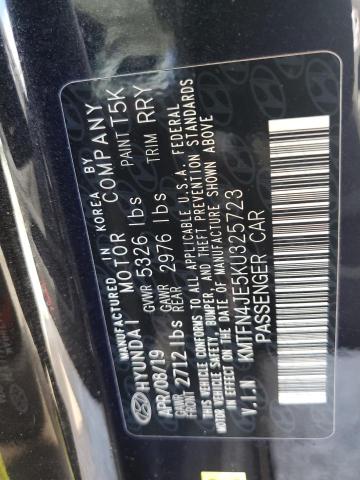 MANUFACTURED IN KOREA BY
HYUNDAI MOTOR COMPANY
APR/08/19 GVWR 5326 lbs PAINT T5K
GAWR FRONT 2712 lbs GAWR REAR 2976 lbs TRIM RRY
THIS VEHICLE CONFORMS TO ALL APPLICABLE U.S.A. FEDERAL
MOTOR VEHICLE SAFETY, BUMPER, AND THEFT PREVENTION STANDARDS
IN EFFECT ON THE DATE OF MANUFACTURE SHOWN ABOVE
V.I.N KMTFN4JE5KU325723
PASSENGER CAR